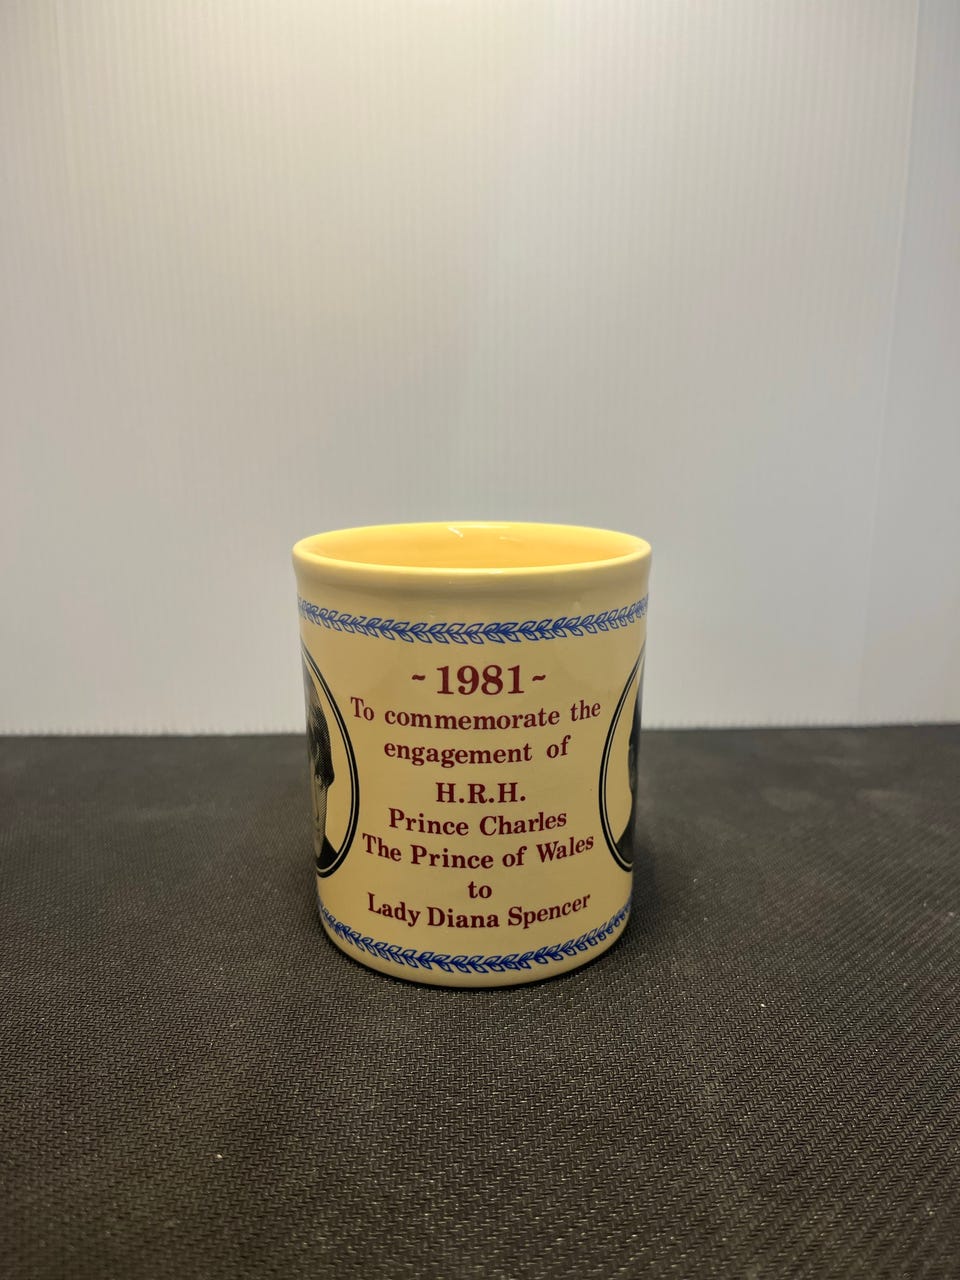 ~1981~
To commemorate the
engagement of
H.R.H.
Prince Charles
The Prince of Wales
to
Lady Diana Spencer